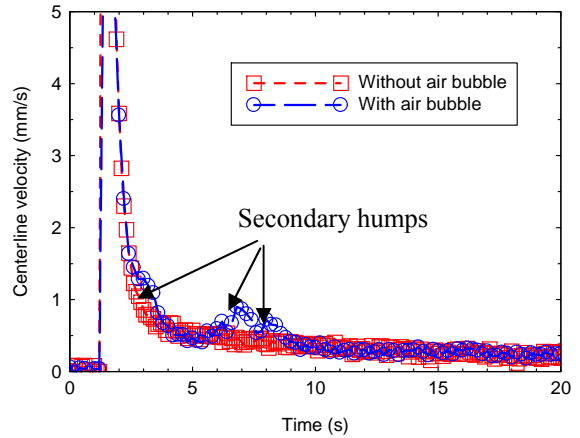 5
4
3
2
1
0
Centerline velocity (mm/s)
Without air bubble
With air bubble
Secondary humps
0 5 10 15 20
Time (s)